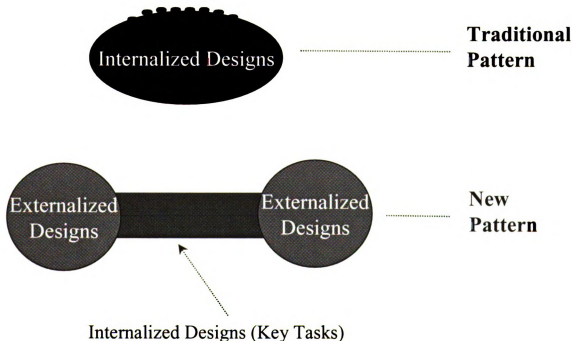 Internalized Designs
Traditional
Pattern
Externalized
Designs
Externalized
Designs
New
Pattern
Internalized Designs (Key Tasks)